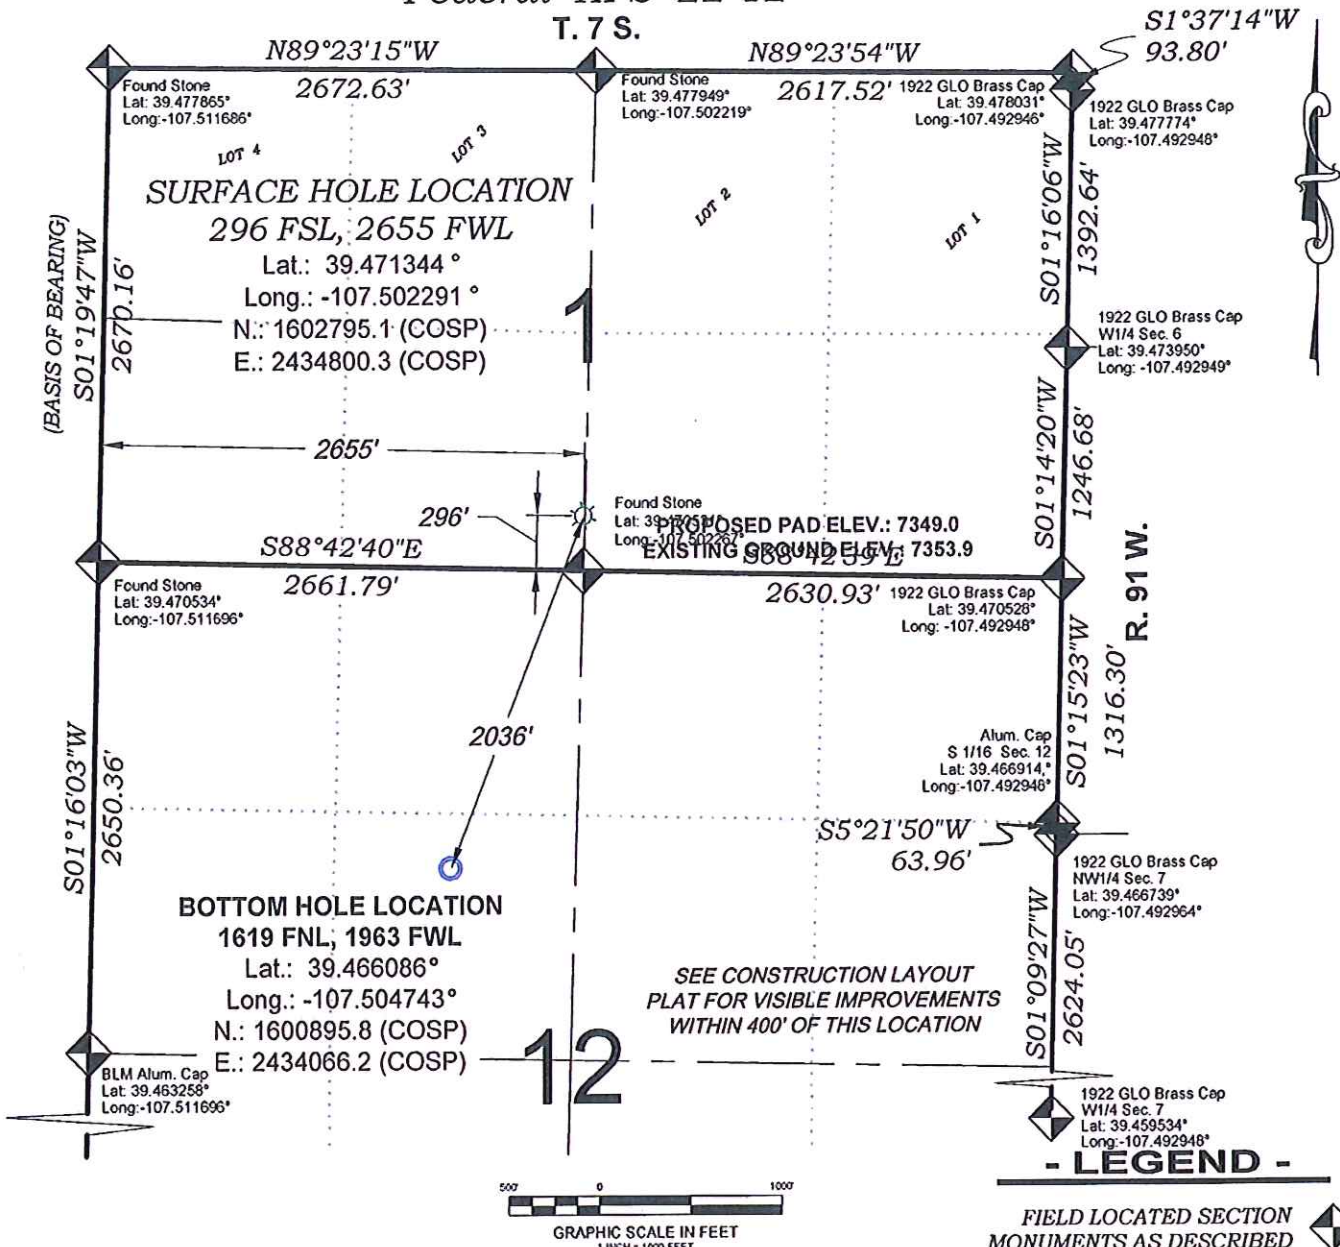 T. 7 S.
S1°37'14"W
93.80'
N89°23'15"W
2672.63'
N89°23'54"W
2617.52'
Found Stone
Lat: 39.477865°
Long:-107.511686°
Found Stone
Lat: 39.477949°
Long:-107.502219°
1922 GLO Brass Cap
Lat: 39.478031°
Long:-107.492946°
1922 GLO Brass Cap
Lat: 39.477774°
Long:-107.492948°
LOT 4
LOT 3
LOT 2
LOT 1
SURFACE HOLE LOCATION
296 FSL, 2655 FWL
Lat.: 39.471344°
Long.: -107.502291°
N.: 1602795.1 (COSP)
E.: 2434800.3 (COSP)
1
(BASIS OF BEARING)
S01°19'47"W
2670.16'
S01°16'06"W
1392.64'
1922 GLO Brass Cap
W1/4 Sec. 6
Lat: 39.473950°
Long: -107.492949°
S01°14'20"W
1246.68'
2655'
296'
Found Stone
Long:-107.502267°
PROPOSED PAD ELEV.: 7349.0
EXISTING GROUND ELEV.: 7353.9
S88°42'40"E
2661.79'
S88°42'39"E
2630.93'
Found Stone
Lat: 39.470534°
Long:-107.511696°
1922 GLO Brass Cap
Lat: 39.470528°
Long: -107.492948°
R. 91 W.
S01°15'23"W
1316.30'
2036'
S01°16'03"W
2650.36'
Alum. Cap
S 1/16 Sec. 12
Lat: 39.466914,°
Long:-107.492948°
S5°21'50"W
63.96'
1922 GLO Brass Cap
NW1/4 Sec. 7
Lat: 39.466739°
Long:-107.492964°
BOTTOM HOLE LOCATION
1619 FNL, 1963 FWL
Lat.: 39.466086°
Long.: -107.504743°
N.: 1600895.8 (COSP)
E.: 2434066.2 (COSP)
12
SEE CONSTRUCTION LAYOUT
PLAT FOR VISIBLE IMPROVEMENTS
WITHIN 400' OF THIS LOCATION
S01°09'27"W
2624.05'
BLM Alum. Cap
Lat: 39.463258°
Long:-107.511696°
1922 GLO Brass Cap
W1/4 Sec. 7
Lat: 39.459534°
Long:-107.492948°
- LEGEND -
500' 0 1000'
GRAPHIC SCALE IN FEET
FIELD LOCATED SECTION
MONUMENTS AS DESCRIBED